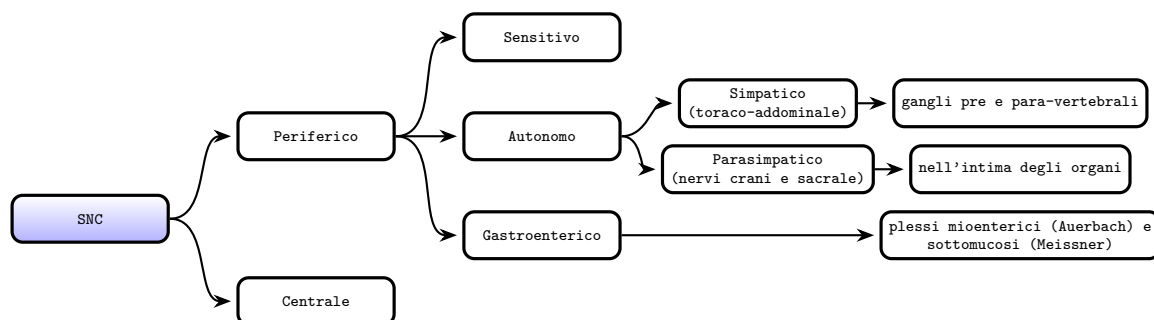 Sensitivo
Simpatico
(toraco-addominale)
gangli pre e para-vertebrali
Periferico
Autonomo
Parasimpatico
(nervi crani e sacrale)
nell'intima degli organi
SNC
Gastroenterico
plessi mioenterici (Auerbach) e
sottomucosi (Meissner)
Centrale